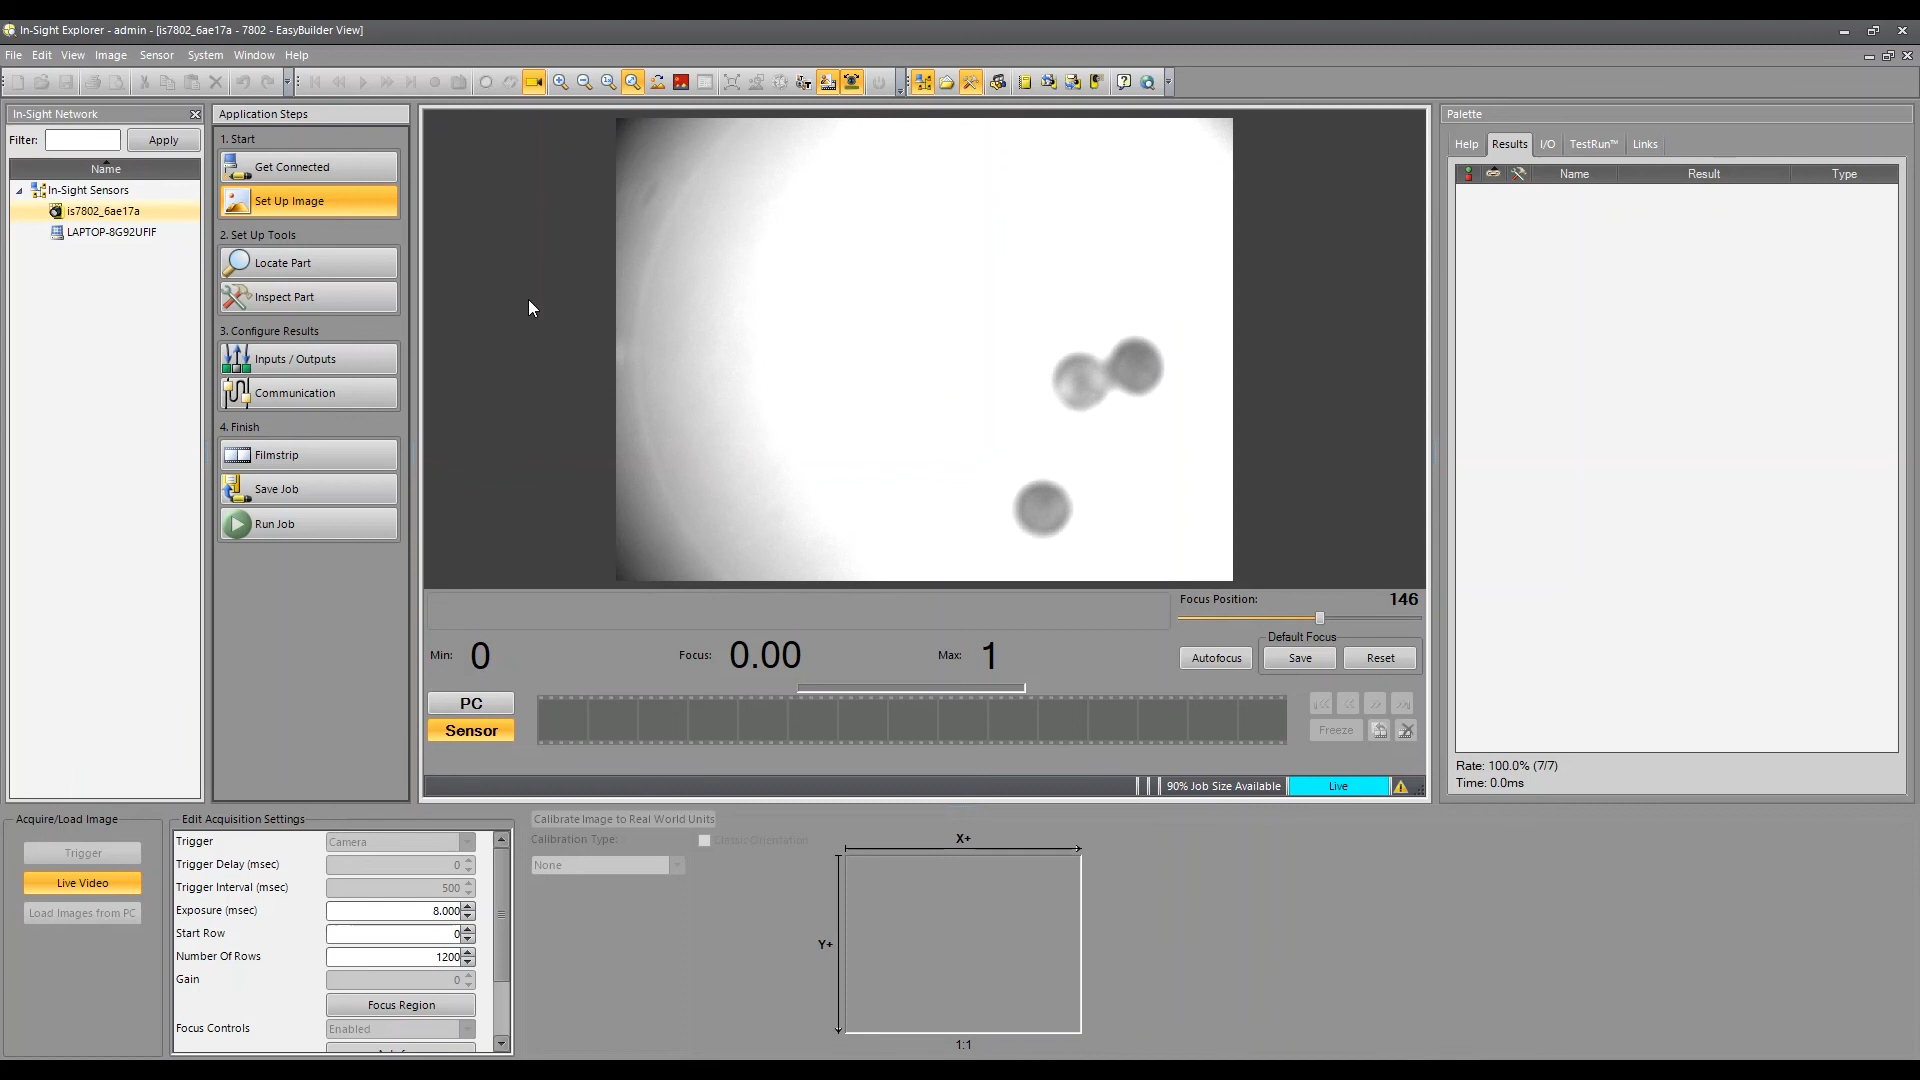 In-Sight Explorer - admin - [is7802_6ae17a - 7802 - EasyBuilder View]
File Edit View Image Sensor System Window Help
In-Sight Network
Filter:
Apply
Name
In-Sight Sensors
is7802_6ae17a
LAPTOP-8G92UFIF
Application Steps
1. Start
Get Connected
Set Up Image
2. Set Up Tools
Locate Part
Inspect Part
3. Configure Results
Inputs / Outputs
Communication
4. Finish
Filmstrip
Save Job
Run Job
Focus Position: 146
Default Focus
Min: 0 Focus: 0.00 Max: 1
Autofocus Save Reset
PC
Sensor
Freeze
90% Job Size Available Live
Palette
Help Results I/O TestRun™ Links
Name Result Type
Rate: 100.0% (7/7)
Time: 0.0ms
Acquire/Load Image
Trigger
Live Video
Load Images from PC
Edit Acquisition Settings
Trigger Camera
Trigger Delay (msec) 0
Trigger Interval (msec) 500
Exposure (msec) 8.000
Start Row 0
Number Of Rows 1200
Gain 0
Focus Region
Focus Controls Enabled
Calibrate Image to Real World Units
Calibration Type: Classic Orientation
None
X+
Y+
1:1